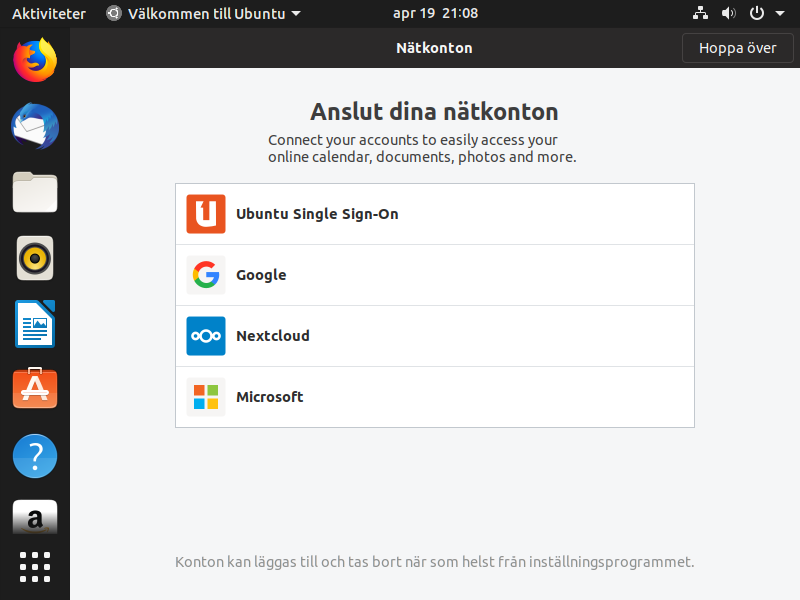 Aktiviteter Välkommen till Ubuntu apr 19 21:08
Nätkonton Hoppa över
Anslut dina nätkonton
Connect your accounts to easily access your
online calendar, documents, photos and more.
Ubuntu Single Sign-On
Google
Nextcloud
Microsoft
Konton kan läggas till och tas bort när som helst från inställningsprogrammet.